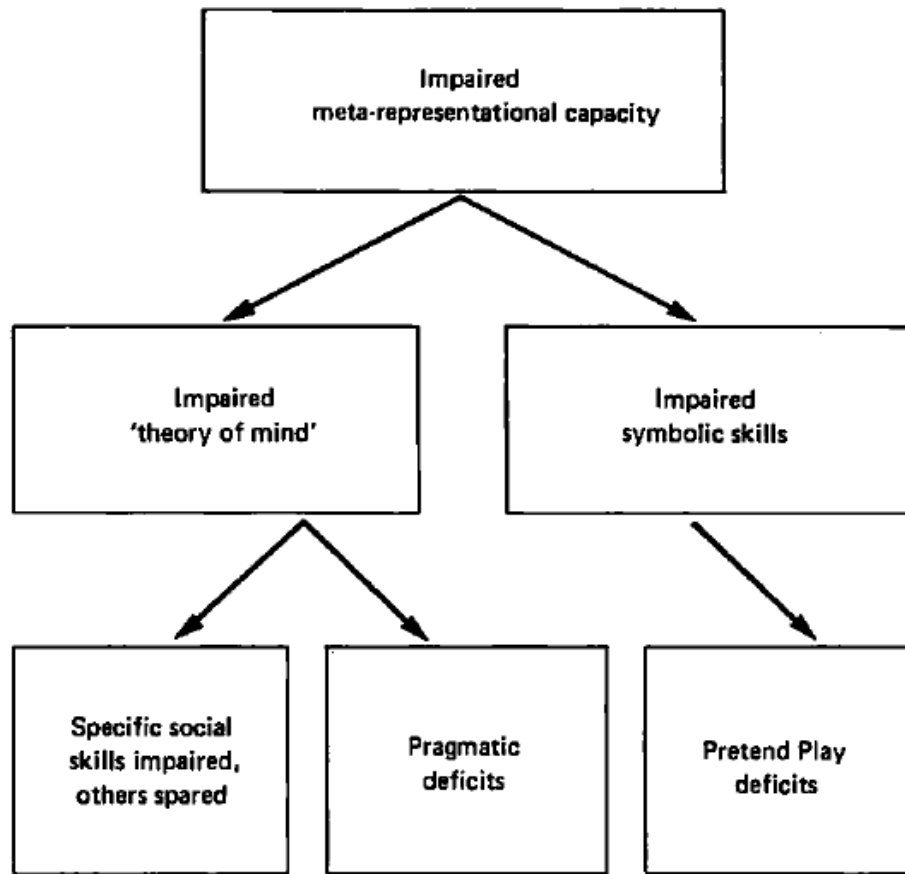 Impaired
meta-representational capacity
Impaired
‘theory of mind’
Impaired
symbolic skills
Specific social
skills impaired,
others spared
Pragmatic
deficits
Pretend Play
deficits